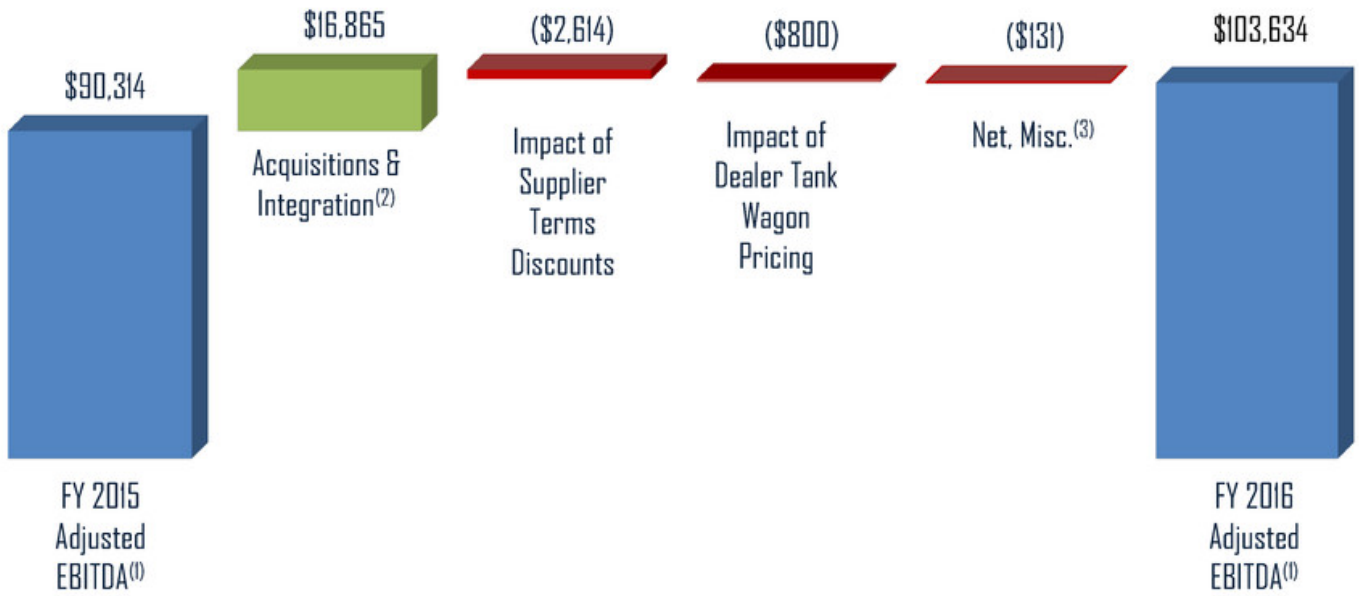 $90,314
FY 2015
Adjusted
EBITDA(1)
$16,865
Acquisitions &
Integration(2)
($2,614)
Impact of
Supplier
Terms
Discounts
($800)
Impact of
Dealer Tank
Wagon
Pricing
($131)
Net, Misc.(3)
$103,634
FY 2016
Adjusted
EBITDA(1)